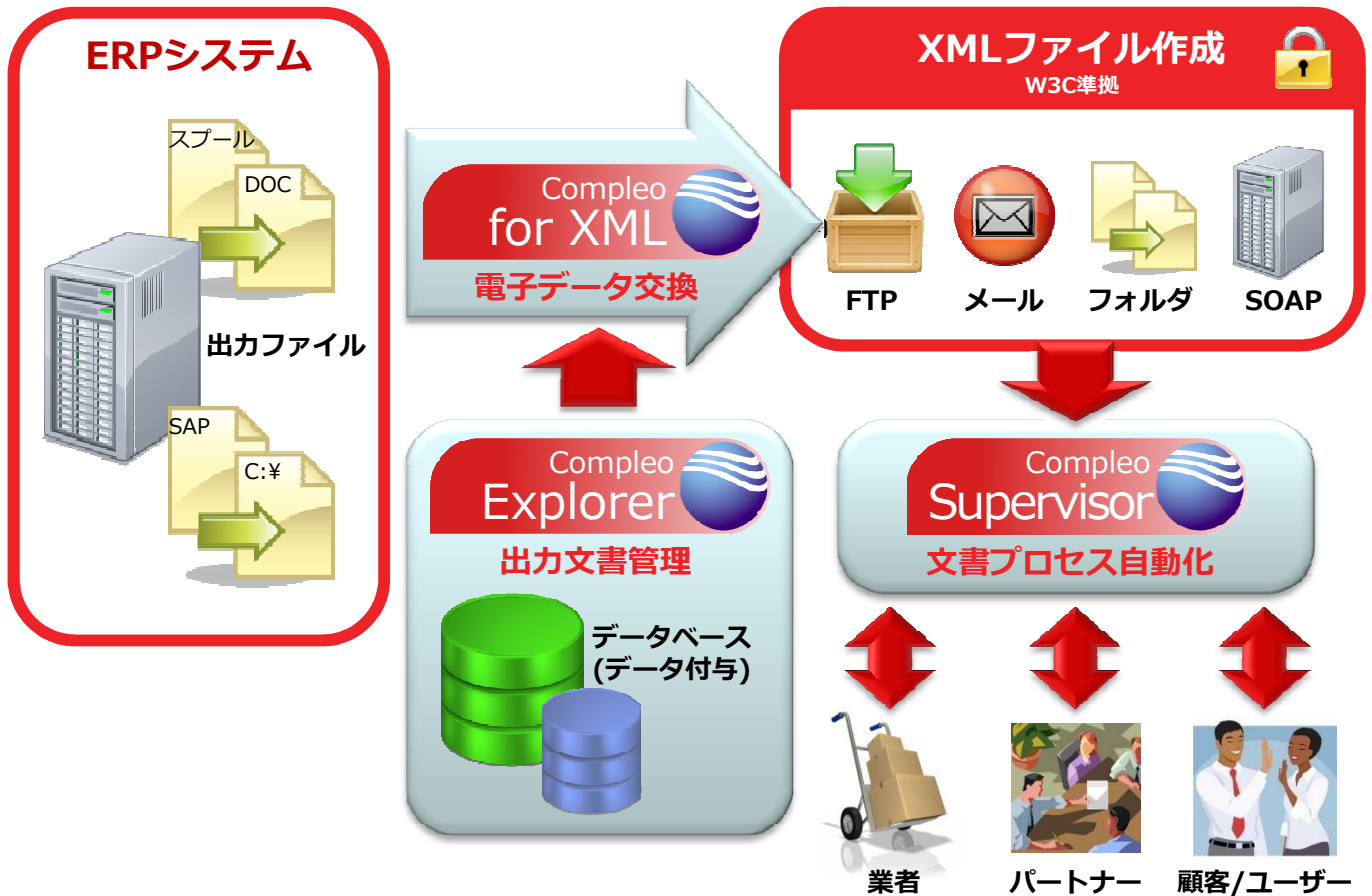 ERPシステム
スプール
DOC
出力ファイル
SAP
C:¥
Compleo
for XML
電子データ交換
XMLファイル作成
W3C準拠
FTP
メール
フォルダ
SOAP
Compleo
Explorer
出力文書管理
データベース
(データ付与)
Compleo
Supervisor
文書プロセス自動化
業者
パートナー
顧客/ユーザー